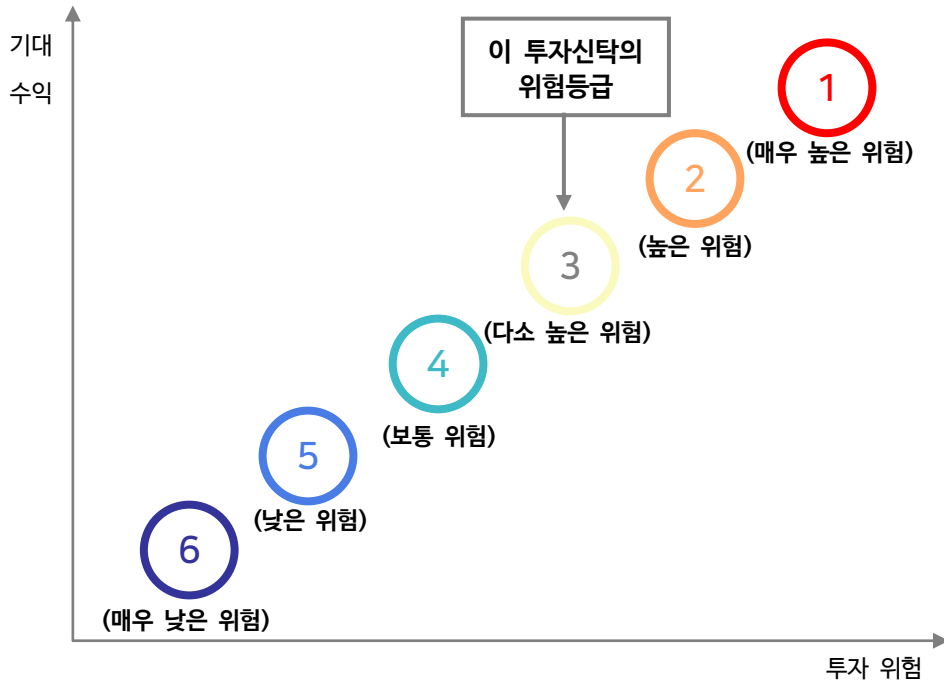 기대
수익
이 투자신탁의
위험등급
1
(매우 높은 위험)
2
(높은 위험)
3
(다소 높은 위험)
4
(보통 위험)
5
(낮은 위험)
6
(매우 낮은 위험)
투자 위험